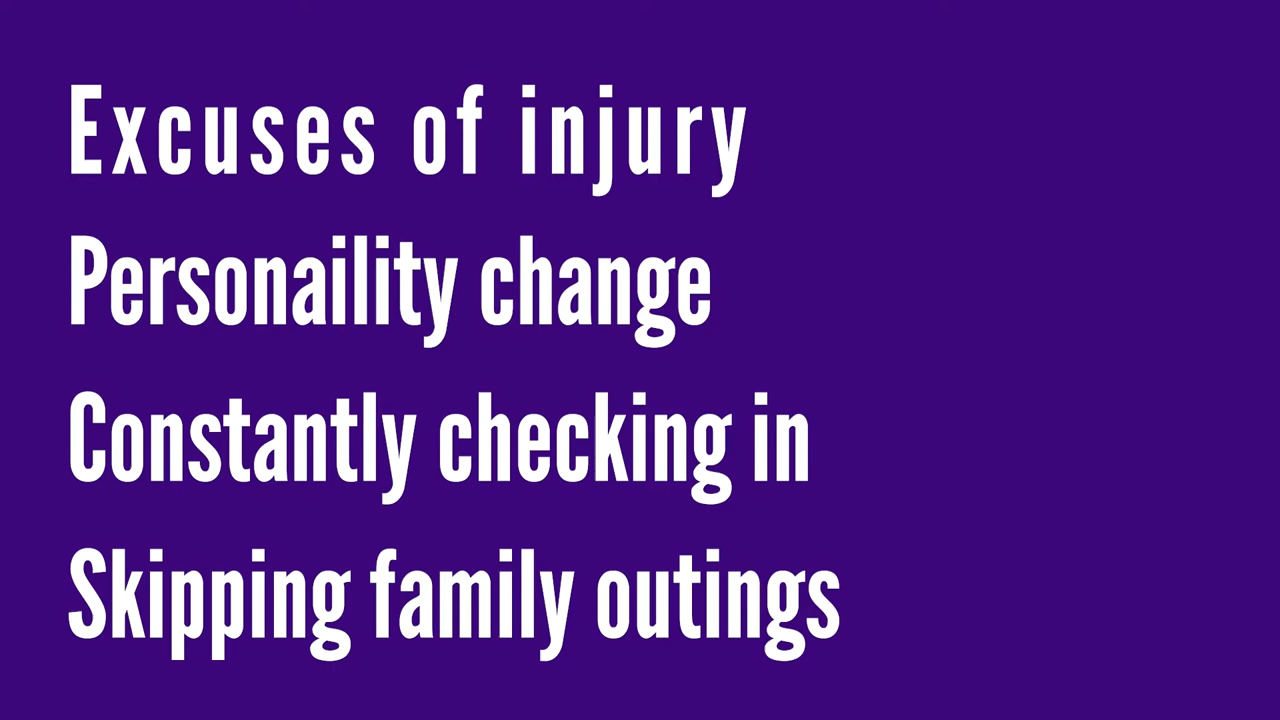 Excuses of injury
Personaility change
Constantly checking in
Skipping family outings